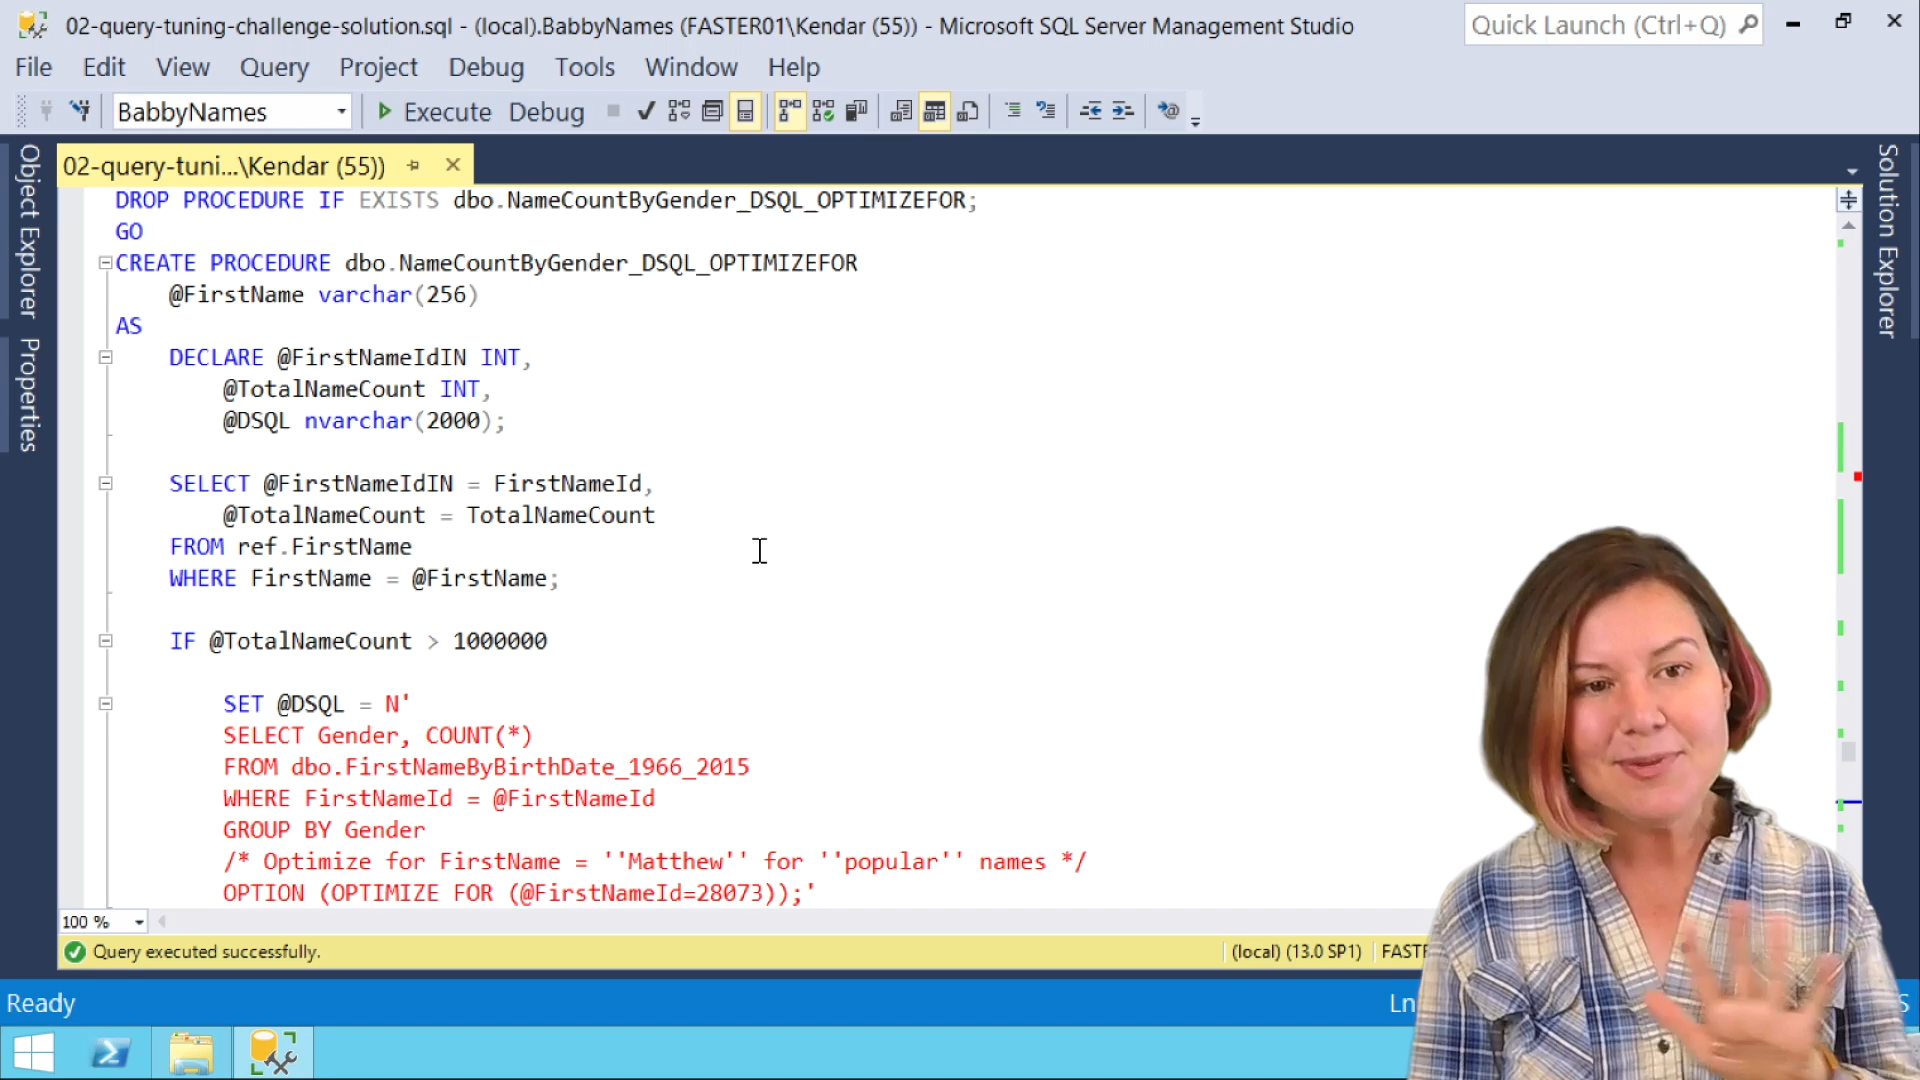 02-query-tuning-challenge-solution.sql - (local).BabbyNames (FASTER01\Kendar (55)) - Microsoft SQL Server Management Studio
Quick Launch (Ctrl+Q)
File Edit View Query Project Debug Tools Window Help
BabbyNames Execute Debug
02-query-tuni...\Kendar (55))
Object Explorer
Properties
Solution Explorer
DROP PROCEDURE IF EXISTS dbo.NameCountByGender_DSQL_OPTIMIZEFOR;
GO
CREATE PROCEDURE dbo.NameCountByGender_DSQL_OPTIMIZEFOR
@FirstName varchar(256)
AS
DECLARE @FirstNameIdIN INT,
@TotalNameCount INT,
@DSQL nvarchar(2000);
SELECT @FirstNameIdIN = FirstNameId,
@TotalNameCount = TotalNameCount
FROM ref.FirstName
WHERE FirstName = @FirstName;
IF @TotalNameCount > 1000000
SET @DSQL = N'
SELECT Gender, COUNT(*)
FROM dbo.FirstNameByBirthDate_1966_2015
WHERE FirstNameId = @FirstNameId
GROUP BY Gender
/* Optimize for FirstName = ''Matthew'' for ''popular'' names */
OPTION (OPTIMIZE FOR (@FirstNameId=28073));'
100 %
Query executed successfully.
(local) (13.0 SP1)
Ready
Ln